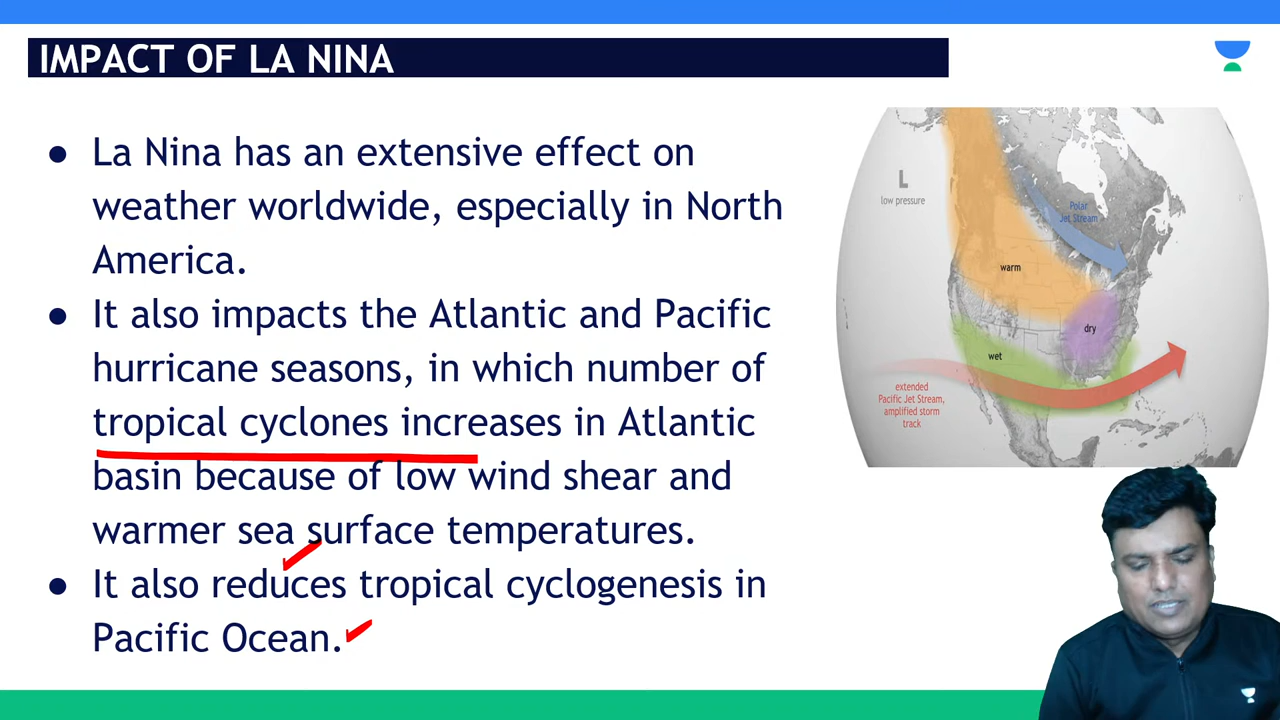 IMPACT OF LA NINA
● La Nina has an extensive effect on
weather worldwide, especially in North
America.
● It also impacts the Atlantic and Pacific
hurricane seasons, in which number of
tropical cyclones increases in Atlantic
basin because of low wind shear and
warmer sea surface temperatures.
● It also reduces tropical cyclogenesis in
Pacific Ocean.
L
low pressure
Polar
Jet Stream
warm
dry
wet
extended
Pacific Jet Stream,
amplified storm
track